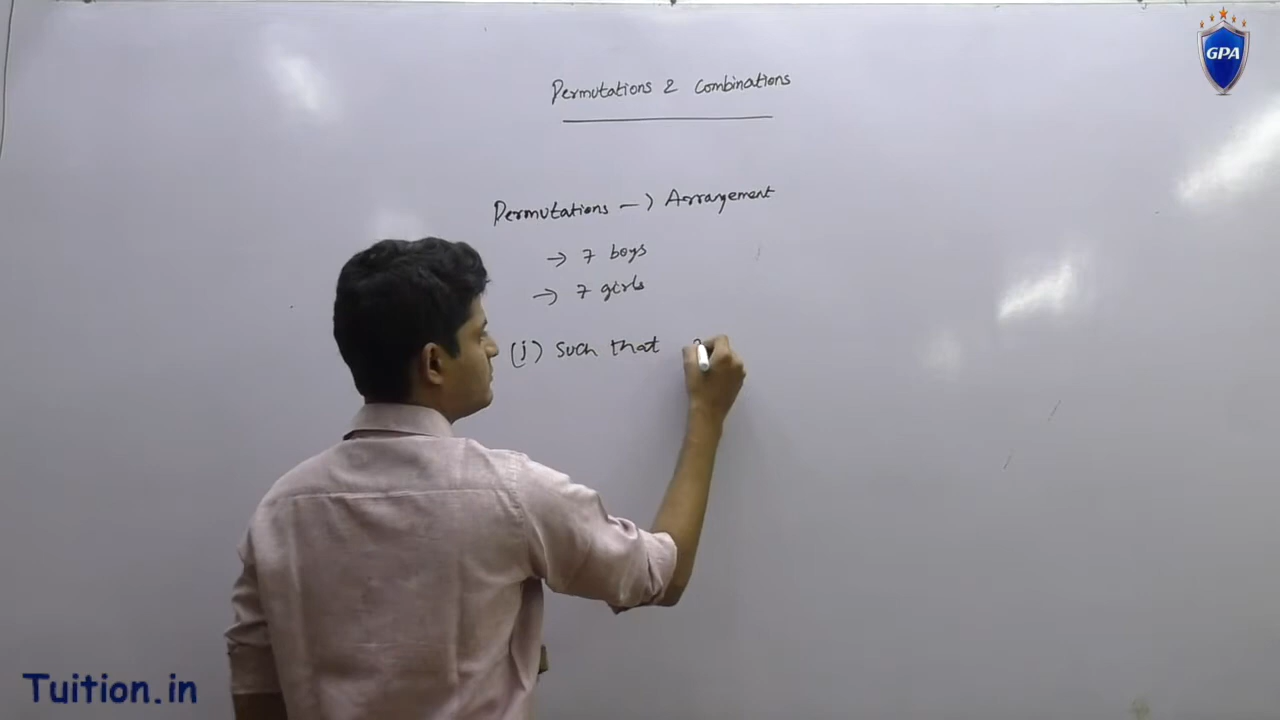 GPA
Permutations & Combinations
Permutations → Arrangement
→ 7 boys
→ 7 girls
(i) Such that
Tuition.in